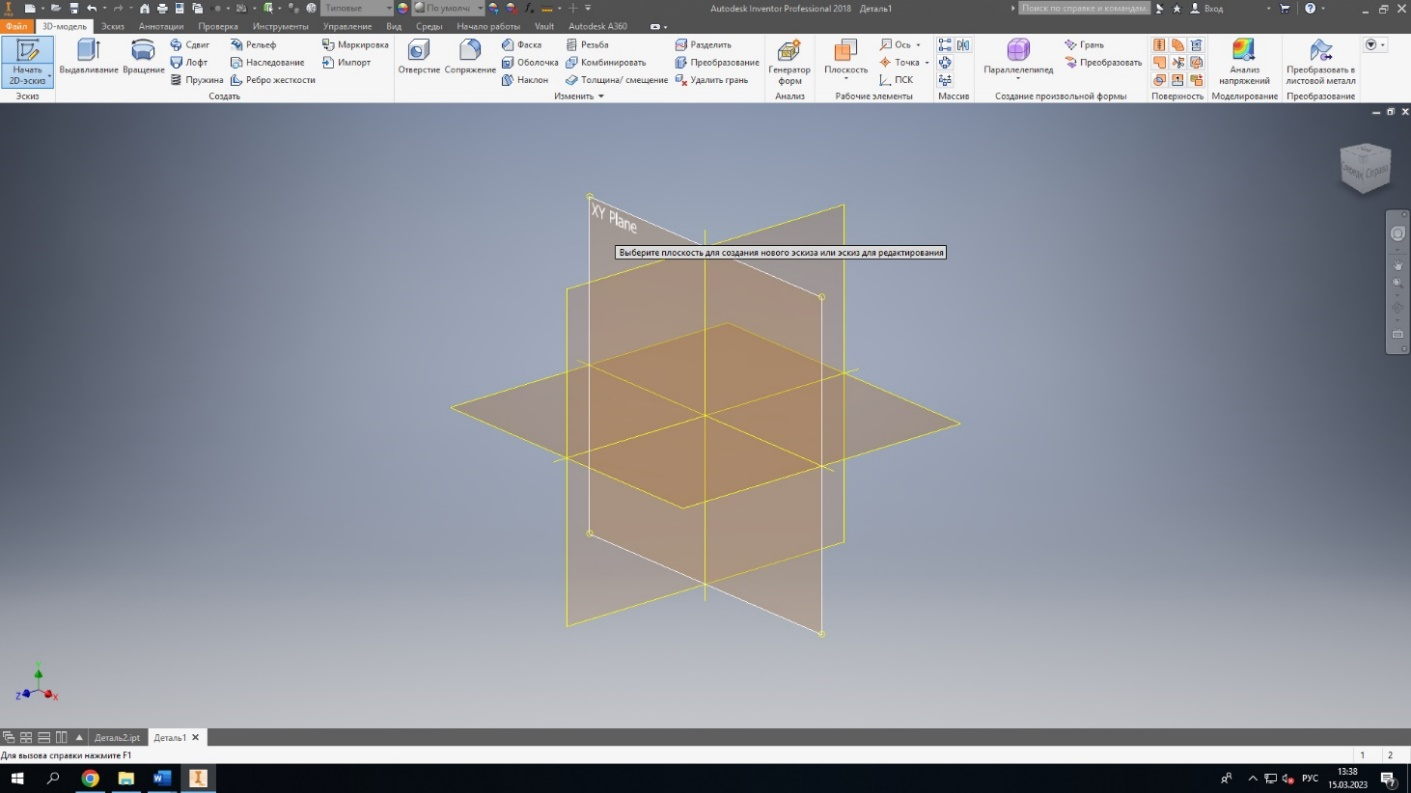 Типовые
По умолч
Autodesk Inventor Professional 2018 Деталь1
Поиск по справке и командам.
Вход
Файл 3D-модель Эскиз Аннотации Проверка Инструменты Управление Вид Среды Начало работы Vault Autodesk A360
Начать
2D-эскиз
Выдавливание
Вращение
Сдвиг
Лофт
Пружина
Рельеф
Наследование
Ребро жесткости
Маркировка
Импорт
Отверстие
Сопряжение
Фаска
Оболочка
Наклон
Резьба
Комбинировать
Толщина/ смещение
Разделить
Преобразование
Удалить грань
Генератор
форм
Плоскость
Ось
Точка
ПСК
Параллелепипед
Грань
Преобразовать
Анализ
напряжений
Преобразовать в
листовой металл
Эскиз
Создать
Изменить
Анализ
Рабочие элементы
Массив
Создание произвольной формы
Поверхность
Моделирование
Преобразование
XY Plane
Выберите плоскость для создания нового эскиза или эскиз для редактирования
Справа
Y
Z
X
Деталь2.ipt
Деталь1
Для вызова справки нажмите F1
1 2
РУС
13:38
15.03.2023